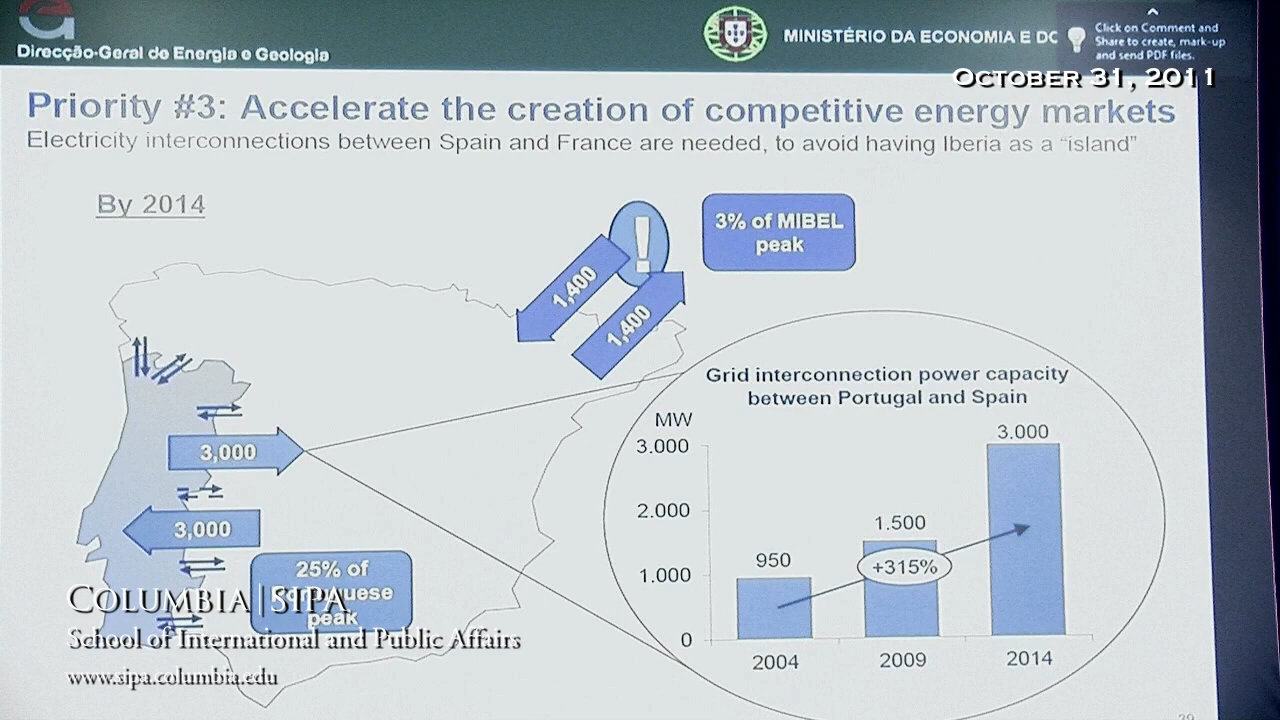 Direcção-Geral de Energia e Geologia
MINISTÉRIO DA ECONOMIA E DO
Click on Comment and
Share to create, mark-up
and send PDF files.
OCTOBER 31, 2011
Priority #3: Accelerate the creation of competitive energy markets
Electricity interconnections between Spain and France are needed, to avoid having Iberia as a “island”
By 2014
!
3% of MIBEL
peak
1,400
1,400
3,000
3,000
25% of
Portuguese
peak
Grid interconnection power capacity
between Portugal and Spain
MW
3.000
2.000
1.000
0
950
1.500
3.000
+315%
2004
2009
2014
COLUMBIA | SIPA
School of International and Public Affairs
www.sipa.columbia.edu